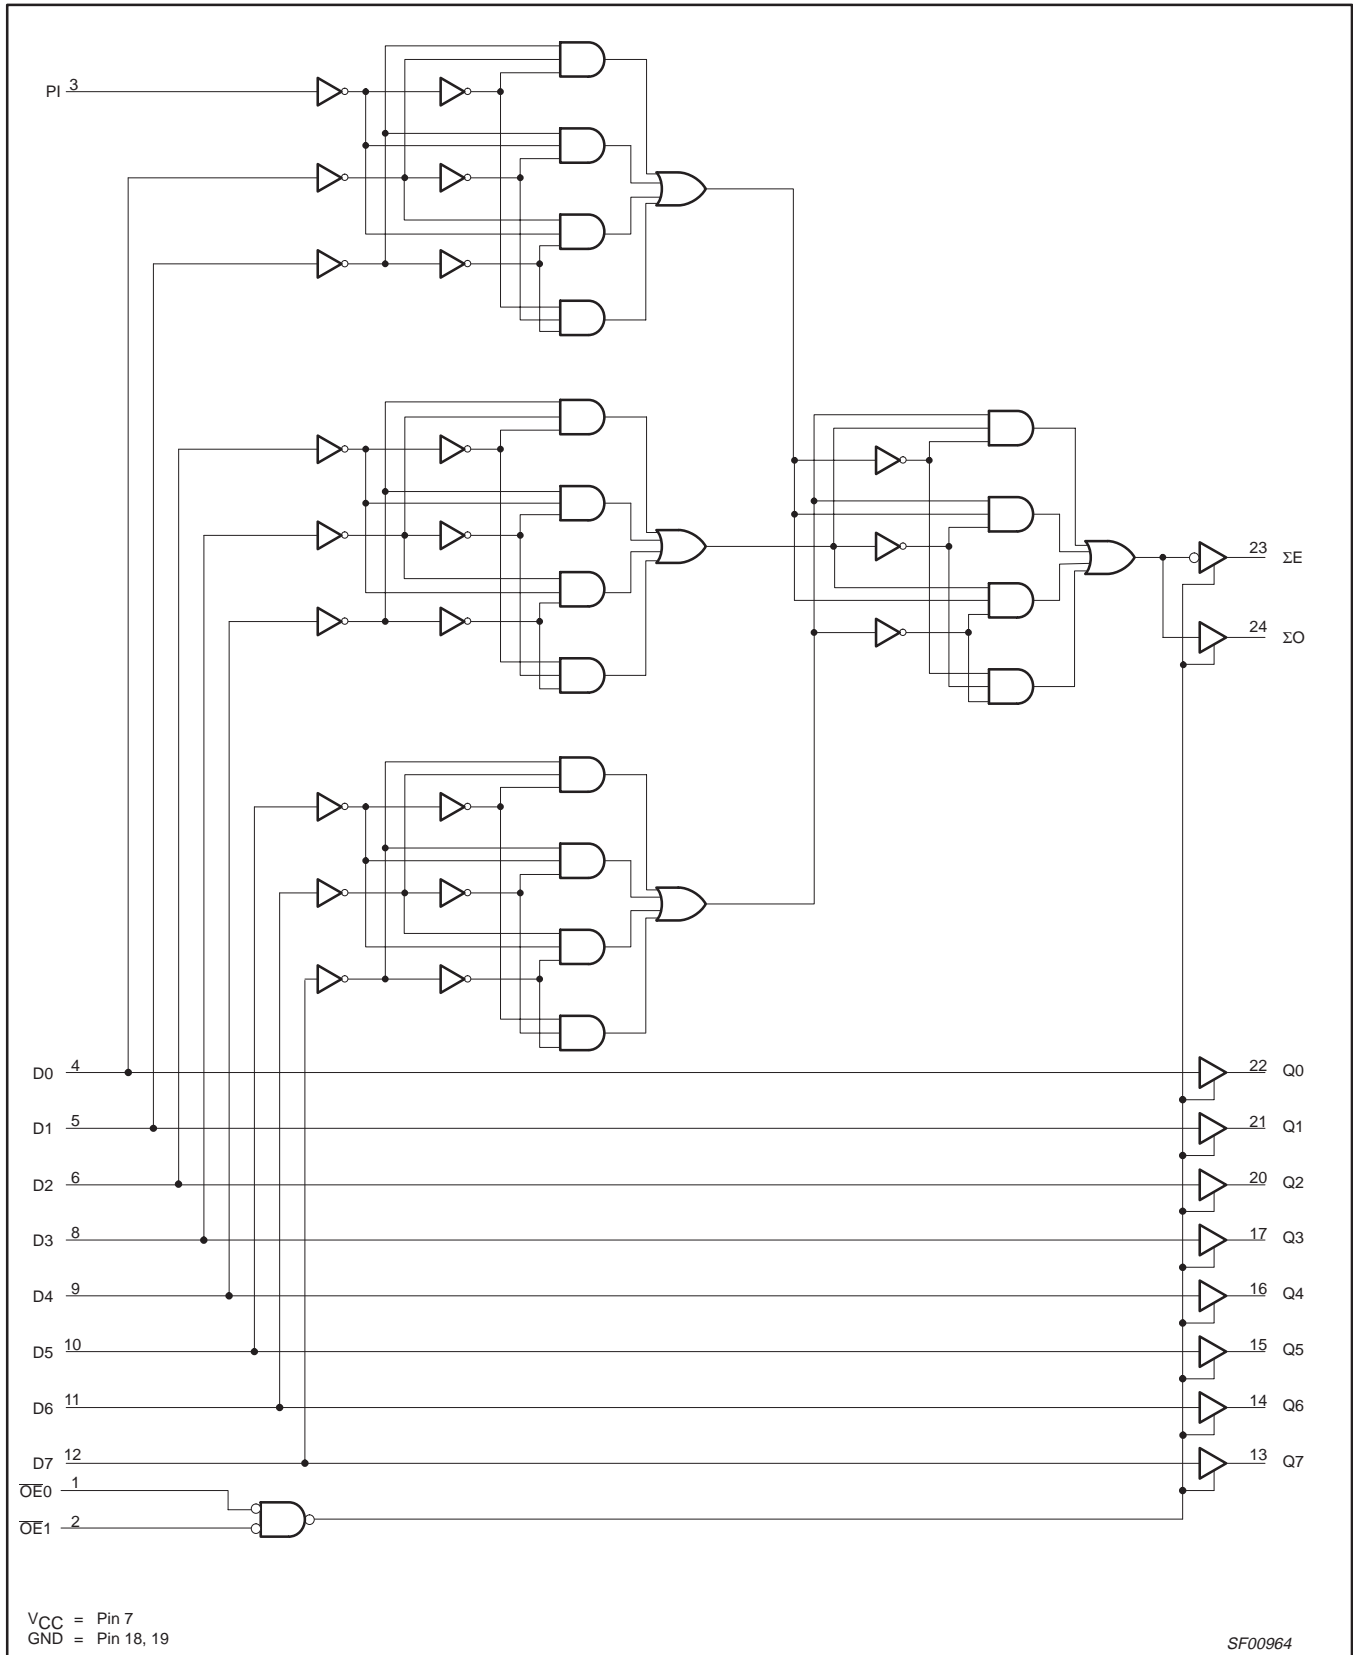 PI 3
23 ΣE
24 ΣO
D0 4 22 Q0
D1 5 21 Q1
D2 6 20 Q2
D3 8 17 Q3
D4 9 16 Q4
D5 10 15 Q5
D6 11 14 Q6
D7 12 13 Q7
O̅E̅0 1
O̅E̅1 2
VCC = Pin 7
GND = Pin 18, 19
SF00964